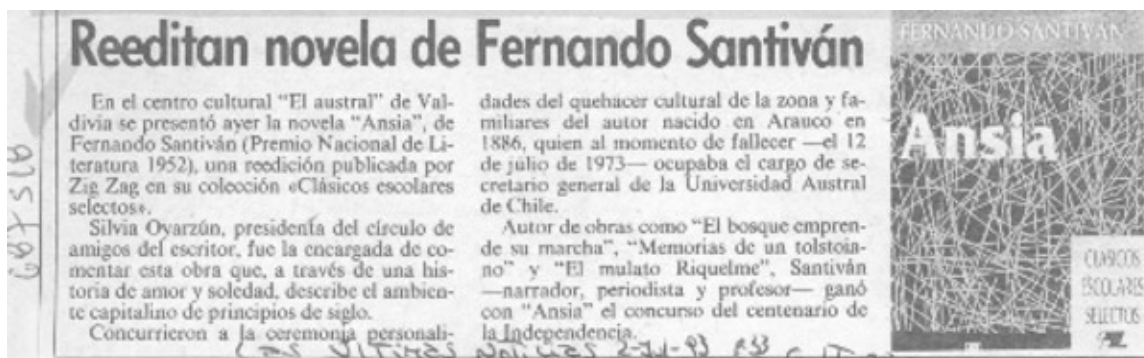 Reeditan novela de Fernando Santiván
En el centro cultural "El austral" de Val-
divia se presentó ayer la novela "Ansia", de
Fernando Santiván (Premio Nacional de Li-
teratura 1952), una reedición publicada por
Zig Zag en su colección «Clásicos escolares
selectos».
Silvia Oyarzún, presidenta del círculo de
amigos del escritor, fue la encargada de co-
mentar esta obra que, a través de una his-
toria de amor y soledad, describe el ambien-
te capitalino de principios de siglo.
Concurrieron a la ceremonia personali-
dades del quehacer cultural de la zona y fa-
miliares del autor nacido en Arauco en
1886, quien al momento de fallecer —el 12
de julio de 1973— ocupaba el cargo de se-
cretario general de la Universidad Austral
de Chile.
Autor de obras como "El bosque empren-
de su marcha", "Memorias de un tolstoia-
no" y "El mulato Riquelme", Santiván
—narrador, periodista y profesor— ganó
con "Ansia" el concurso del centenario de
la Independencia.
FERNANDO SANTIVÁN
Ansia
CLASICOS
ESCOLARES
SELECTOS
Las Ultimas Noticias